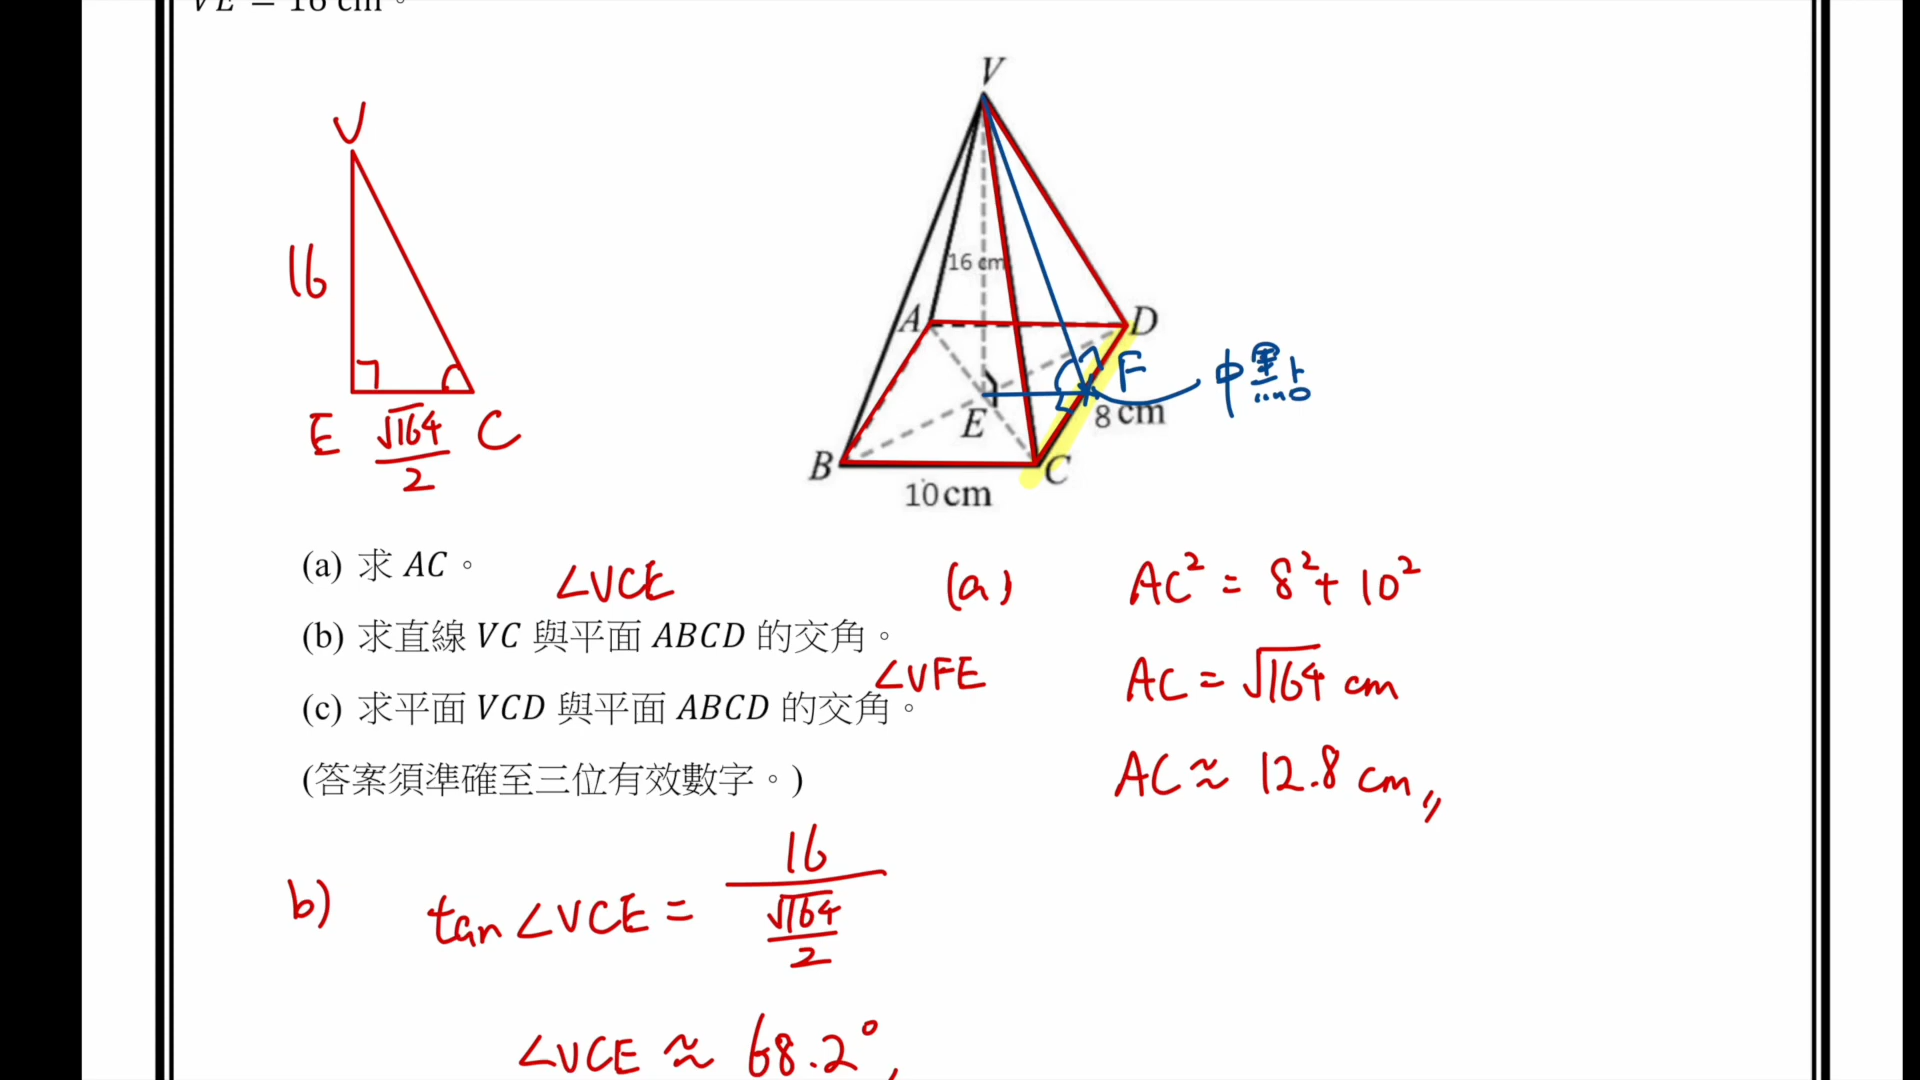 VE = 16 cm。
V
16
E √164/2 C
V
16 cm
A
D
F
中點
E
8 cm
B
C
10 cm
(a) 求 AC。
∠VCE
(b) 求直線 VC 與平面 ABCD 的交角。
∠VFE
(c) 求平面 VCD 與平面 ABCD 的交角。
(答案須準確至三位有效數字。)
(a) AC² = 8² + 10²
AC = √164 cm
AC ≈ 12.8 cm
b) tan ∠VCE = 16/(√164/2)
∠VCE ≈ 68.2°